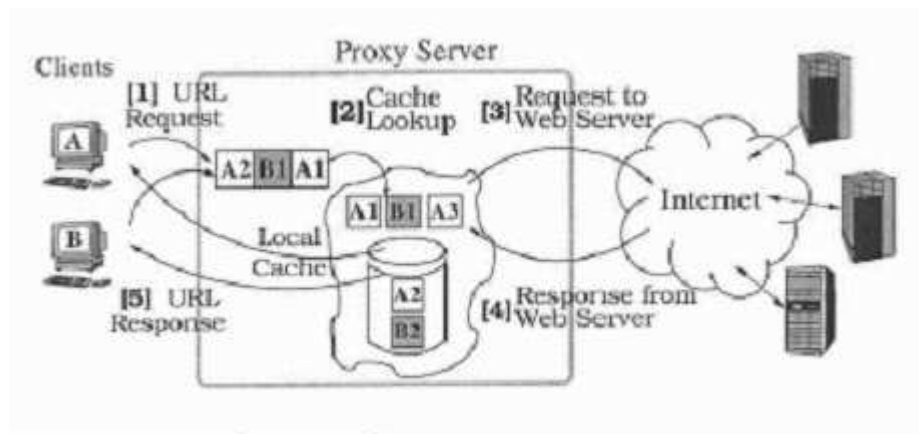 Proxy Server
Clients
[1] URL
Request
[2] Cache
Lookup
[3] Request to
Web Server
A
A2 B1 A1
A1 B1 A3
Internet
B
Local
Cache
A2
B2
[5] URL
Response
[4] Response from
Web Server